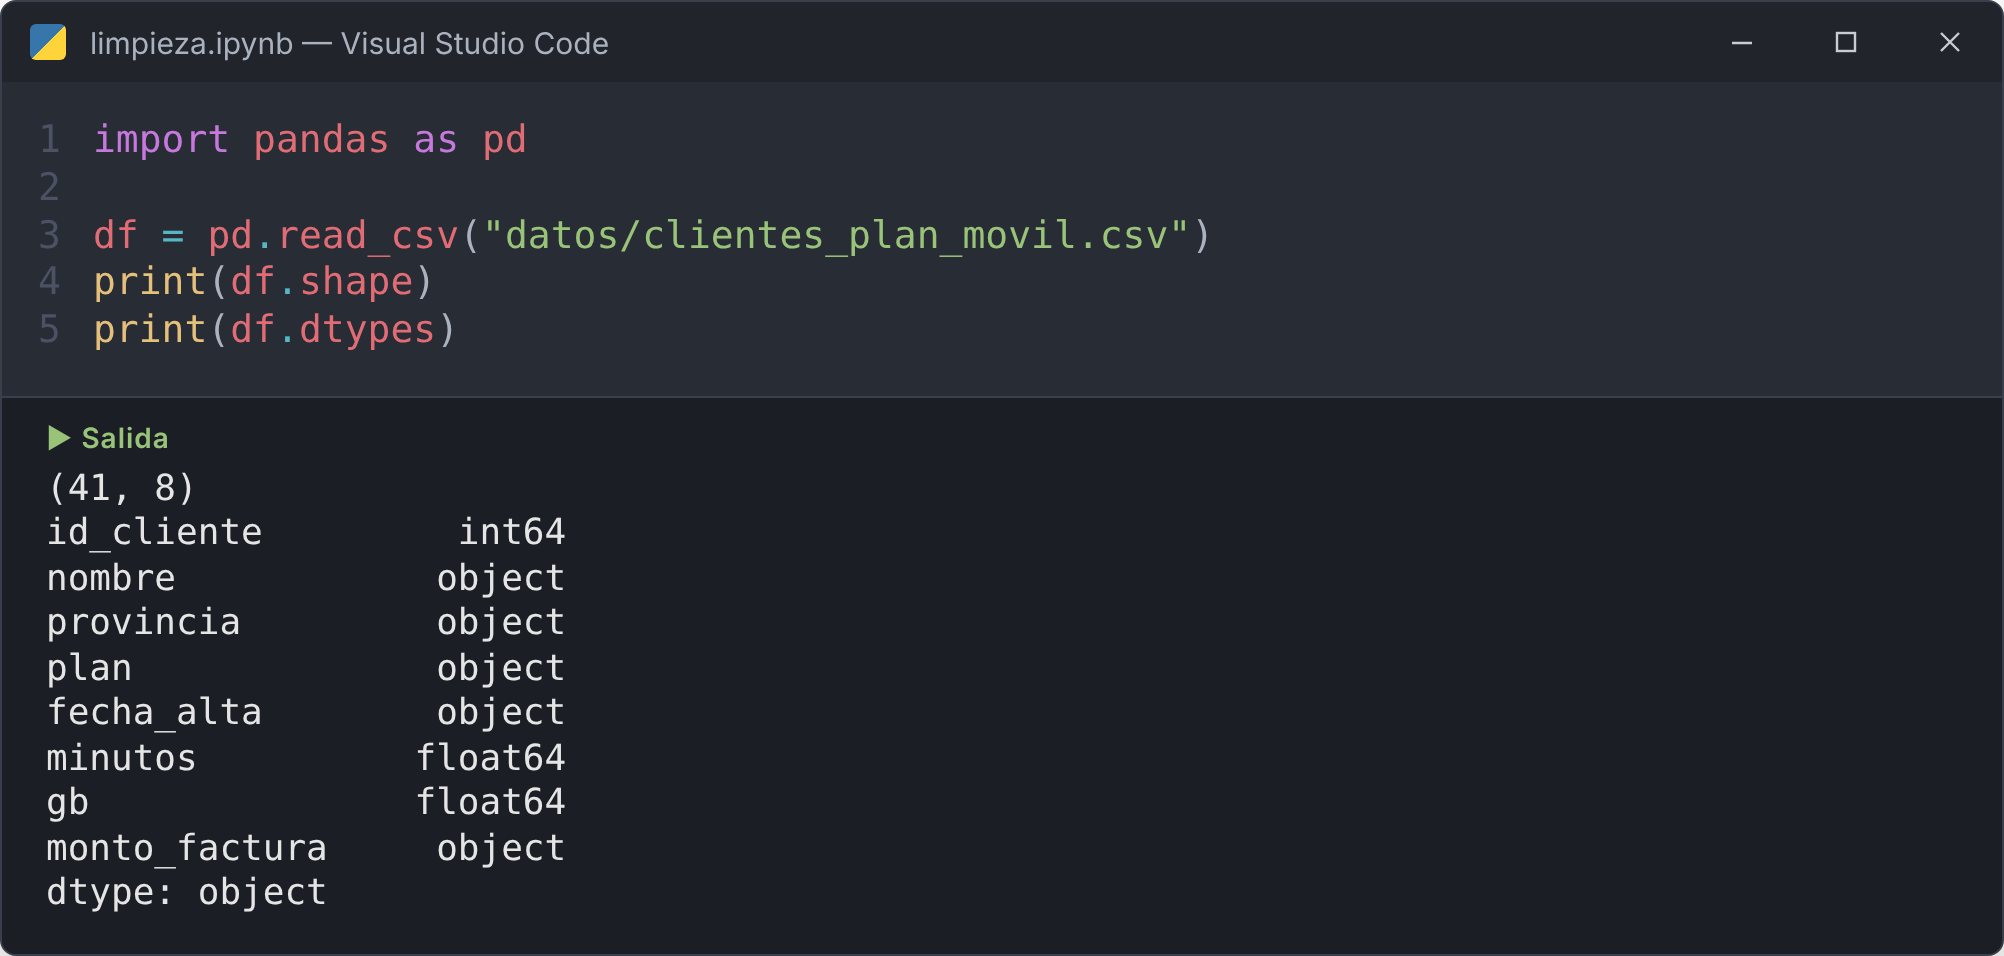 limpieza.ipynb — Visual Studio Code
1 import pandas as pd
2
3 df = pd.read_csv("datos/clientes_plan_movil.csv")
4 print(df.shape)
5 print(df.dtypes)
▶ Salida
(41, 8)
id_cliente         int64
nombre            object
provincia         object
plan              object
fecha_alta        object
minutos          float64
gb               float64
monto_factura     object
dtype: object